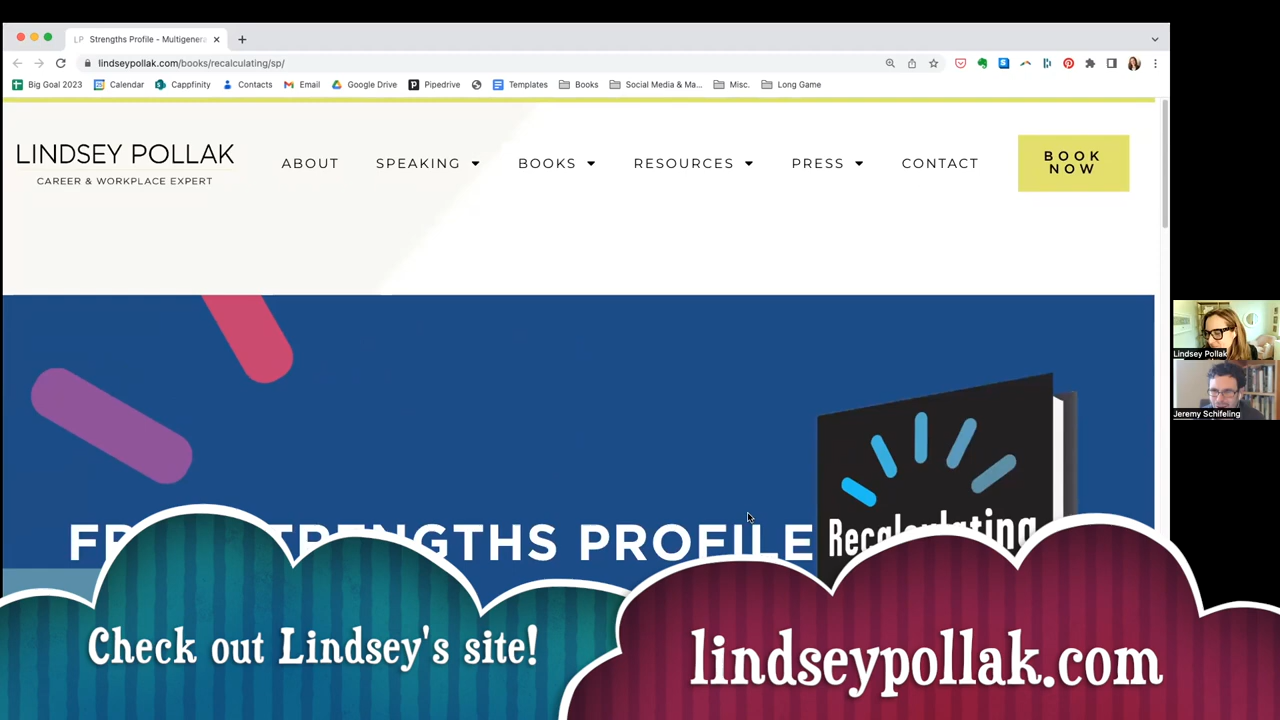 LP Strengths Profile - Multigenera
lindseypollak.com/books/recalculating/sp/
Big Goal 2023 Calendar Cappfinity Contacts Email Google Drive Pipedrive Templates Books Social Media & Ma... Misc. Long Game
LINDSEY POLLAK
CAREER & WORKPLACE EXPERT
ABOUT SPEAKING BOOKS RESOURCES PRESS CONTACT
BOOK
NOW
Lindsey Pollak
Jeremy Schifeling
STRENGTHS PROFILE
Recalculating
Check out Lindsey's site!
lindseypollak.com